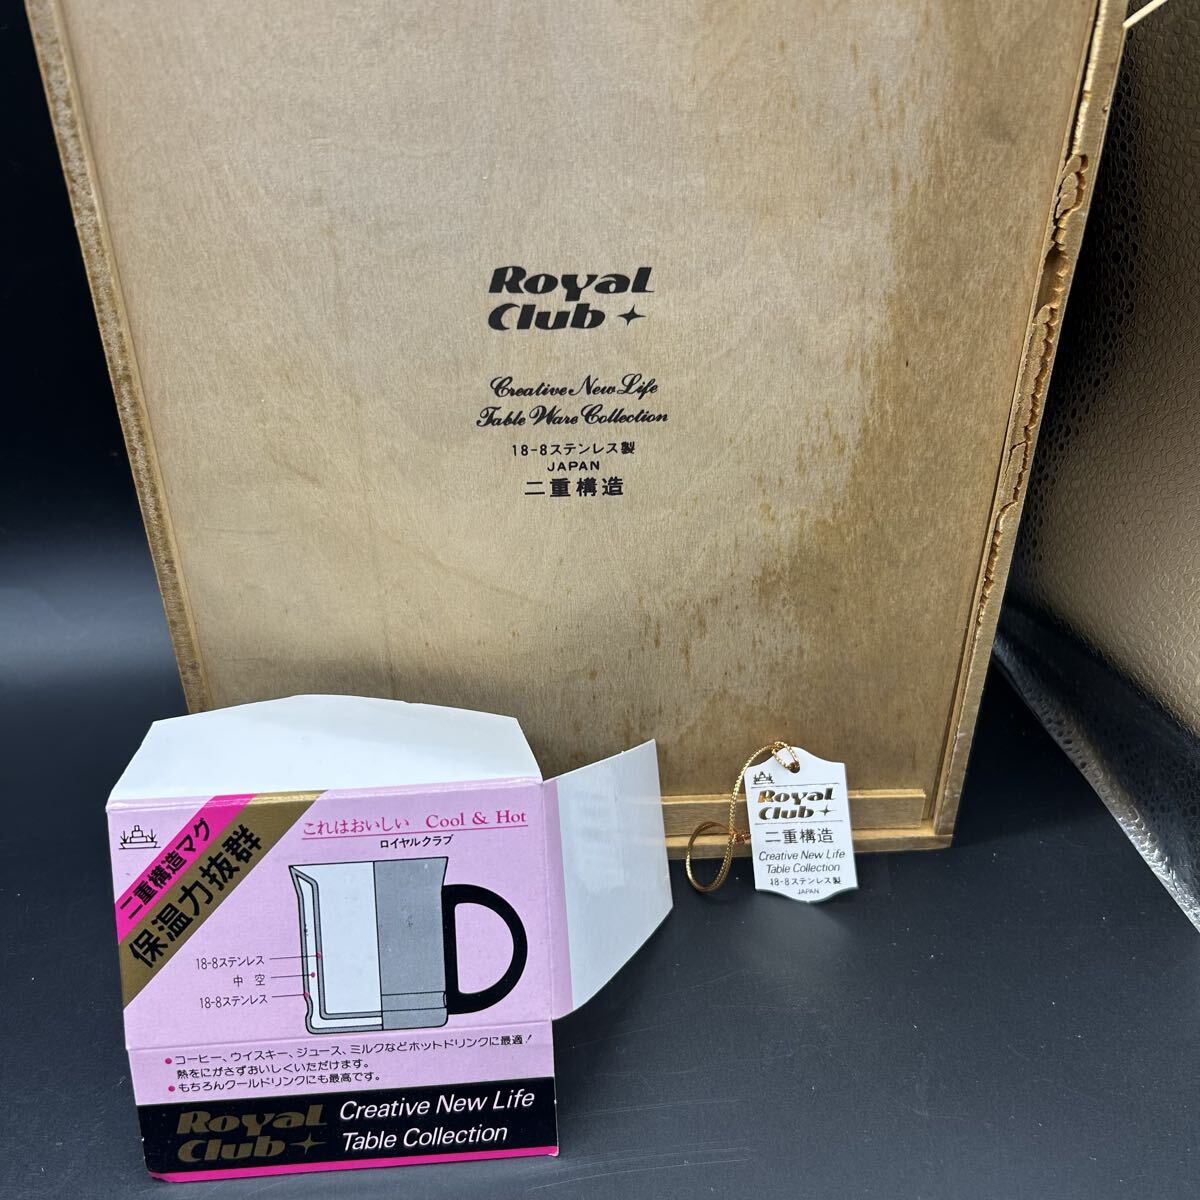 Royal
Club
Creative New Life
Table Ware Collection
18-8ステンレス製
JAPAN
二重構造
Royal
Club
二重構造
Creative New Life
Table Collection
18-8ステンレス製
JAPAN
二重構造マグ
保温力抜群
これはおいしい Cool & Hot
ロイヤルクラブ
18-8ステンレス
中空
18-8ステンレス
●コーヒー、ウイスキー、ジュース、ミルクなどホットドリンクに最適!
熱をにがさずおいしくいただけます。
●もちろんクールドリンクにも最高です。
Royal
Club
Creative New Life
Table Collection